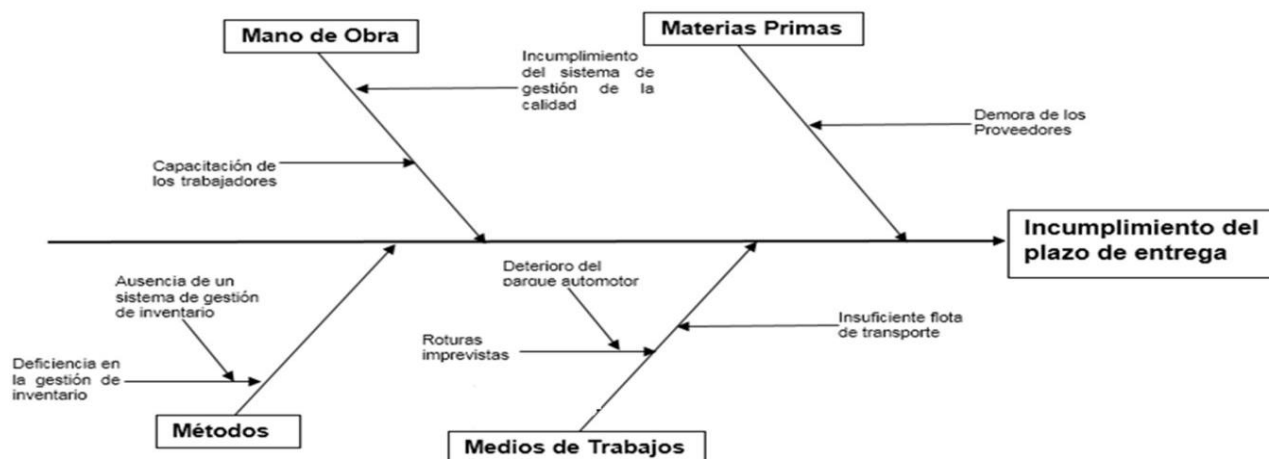 Mano de Obra
Materias Primas
Incumplimiento
del sistema de
gestión de la
calidad
Demora de los
Proveedores
Capacitación de
los trabajadores
Incumplimiento del
plazo de entrega
Ausencia de un
sistema de gestión
de inventario
Deterioro del
parque automotor
Insuficiente flota
de transporte
Roturas
imprevistas
Deficiencia en
la gestión de
inventario
Métodos
Medios de Trabajos